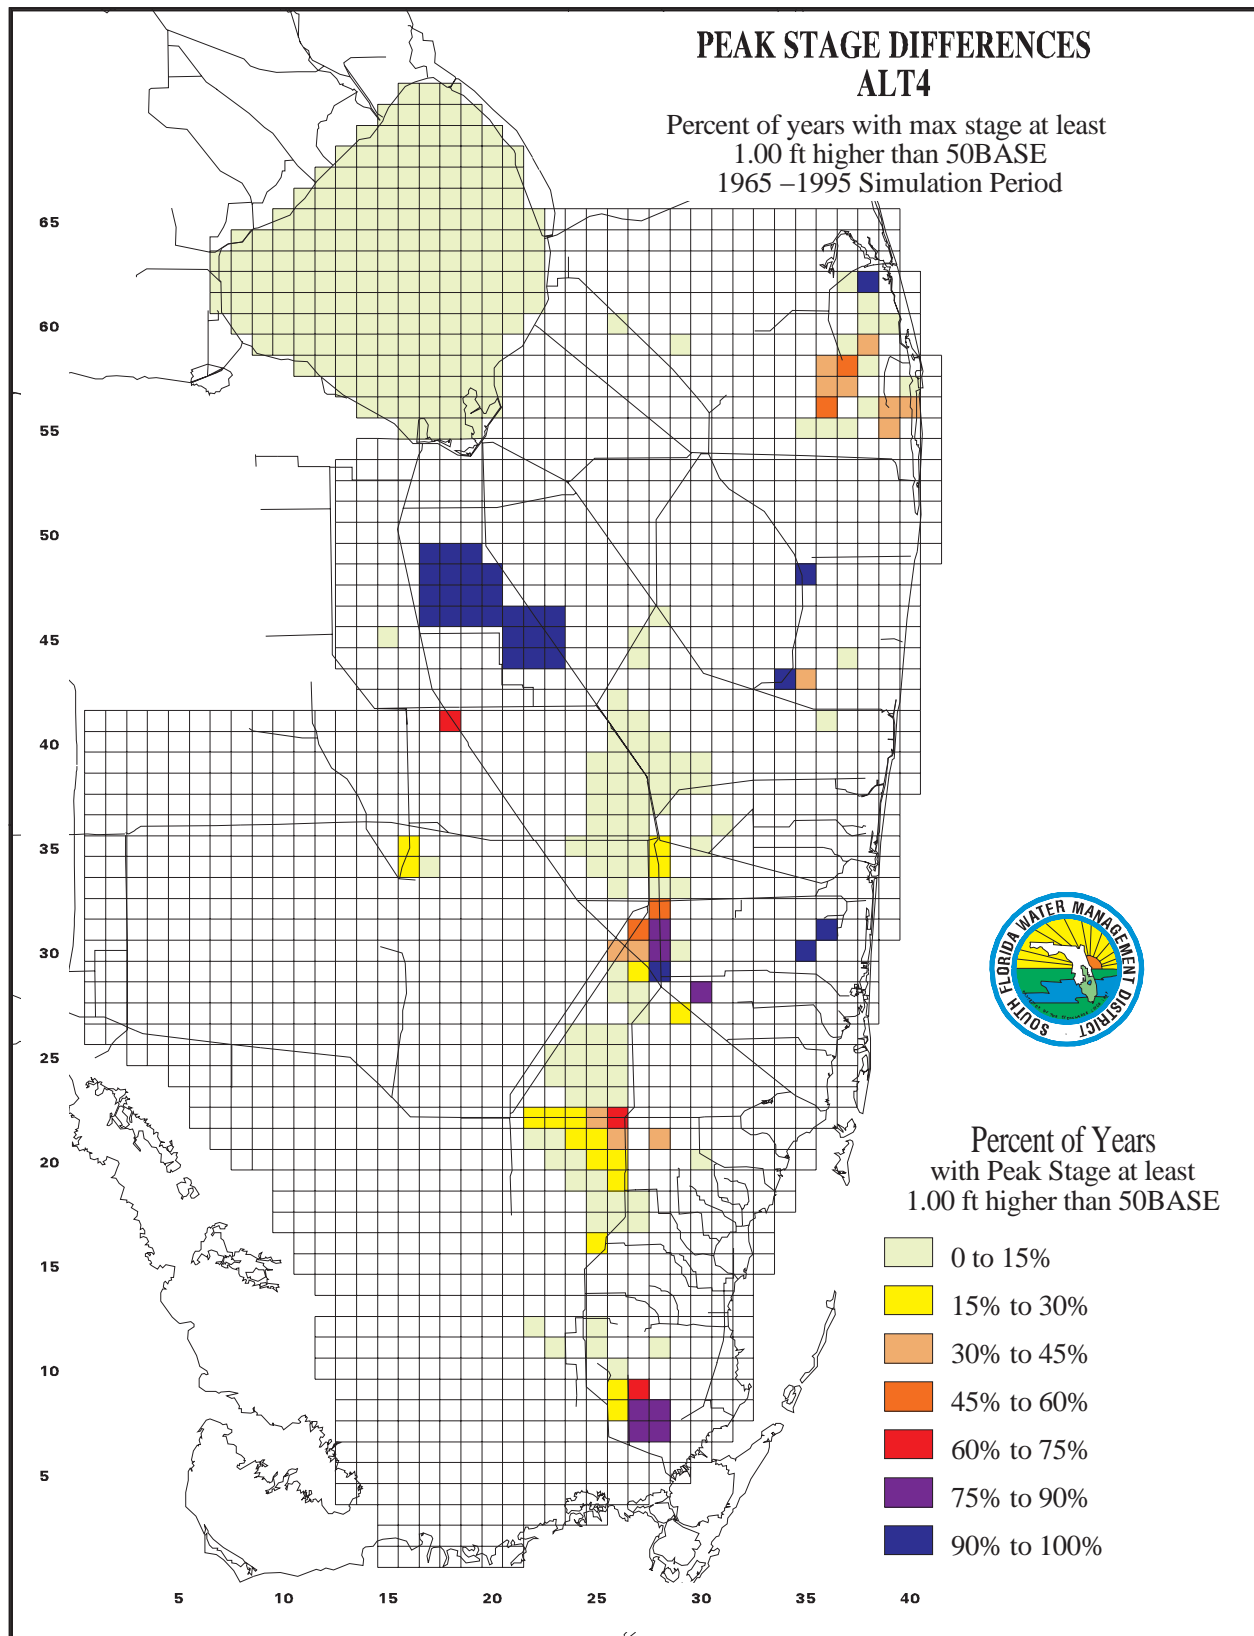 PEAK STAGE DIFFERENCES
ALT4
Percent of years with max stage at least
1.00 ft higher than 50BASE
1965 –1995 Simulation Period
65
60
55
50
45
40
35
30
25
20
15
10
5
5 10 15 20 25 30 35 40
SOUTH FLORIDA WATER MANAGEMENT DISTRICT
Percent of Years
with Peak Stage at least
1.00 ft higher than 50BASE
0 to 15%
15% to 30%
30% to 45%
45% to 60%
60% to 75%
75% to 90%
90% to 100%